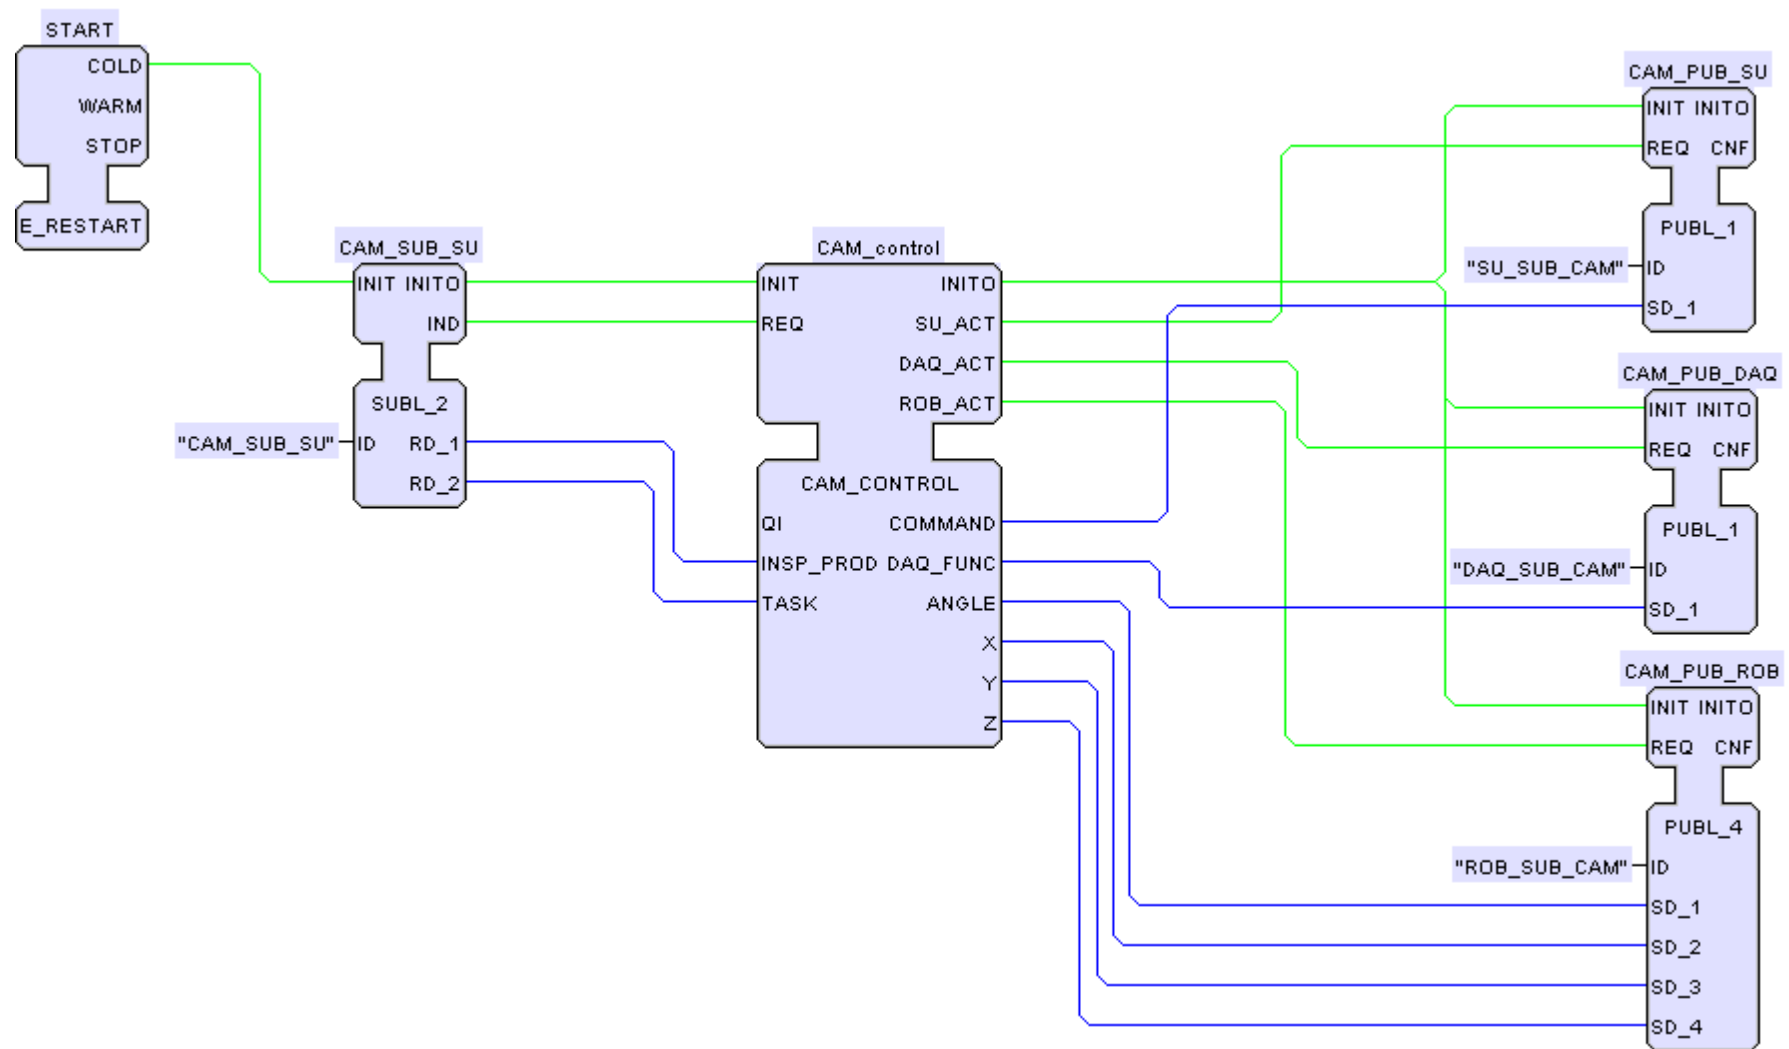 START
COLD
WARM
STOP
E_RESTART
CAM_SUB_SU
INIT INITO
IND
SUBL_2
"CAM_SUB_SU"
ID RD_1
RD_2
CAM_control
INIT INITO
REQ SU_ACT
DAQ_ACT
ROB_ACT
CAM_CONTROL
QI COMMAND
INSP_PROD DAQ_FUNC
TASK ANGLE
X
Y
Z
CAM_PUB_SU
INIT INITO
REQ CNF
PUBL_1
"SU_SUB_CAM" ID
SD_1
CAM_PUB_DAQ
INIT INITO
REQ CNF
PUBL_1
"DAQ_SUB_CAM" ID
SD_1
CAM_PUB_ROB
INIT INITO
REQ CNF
PUBL_4
"ROB_SUB_CAM" ID
SD_1
SD_2
SD_3
SD_4